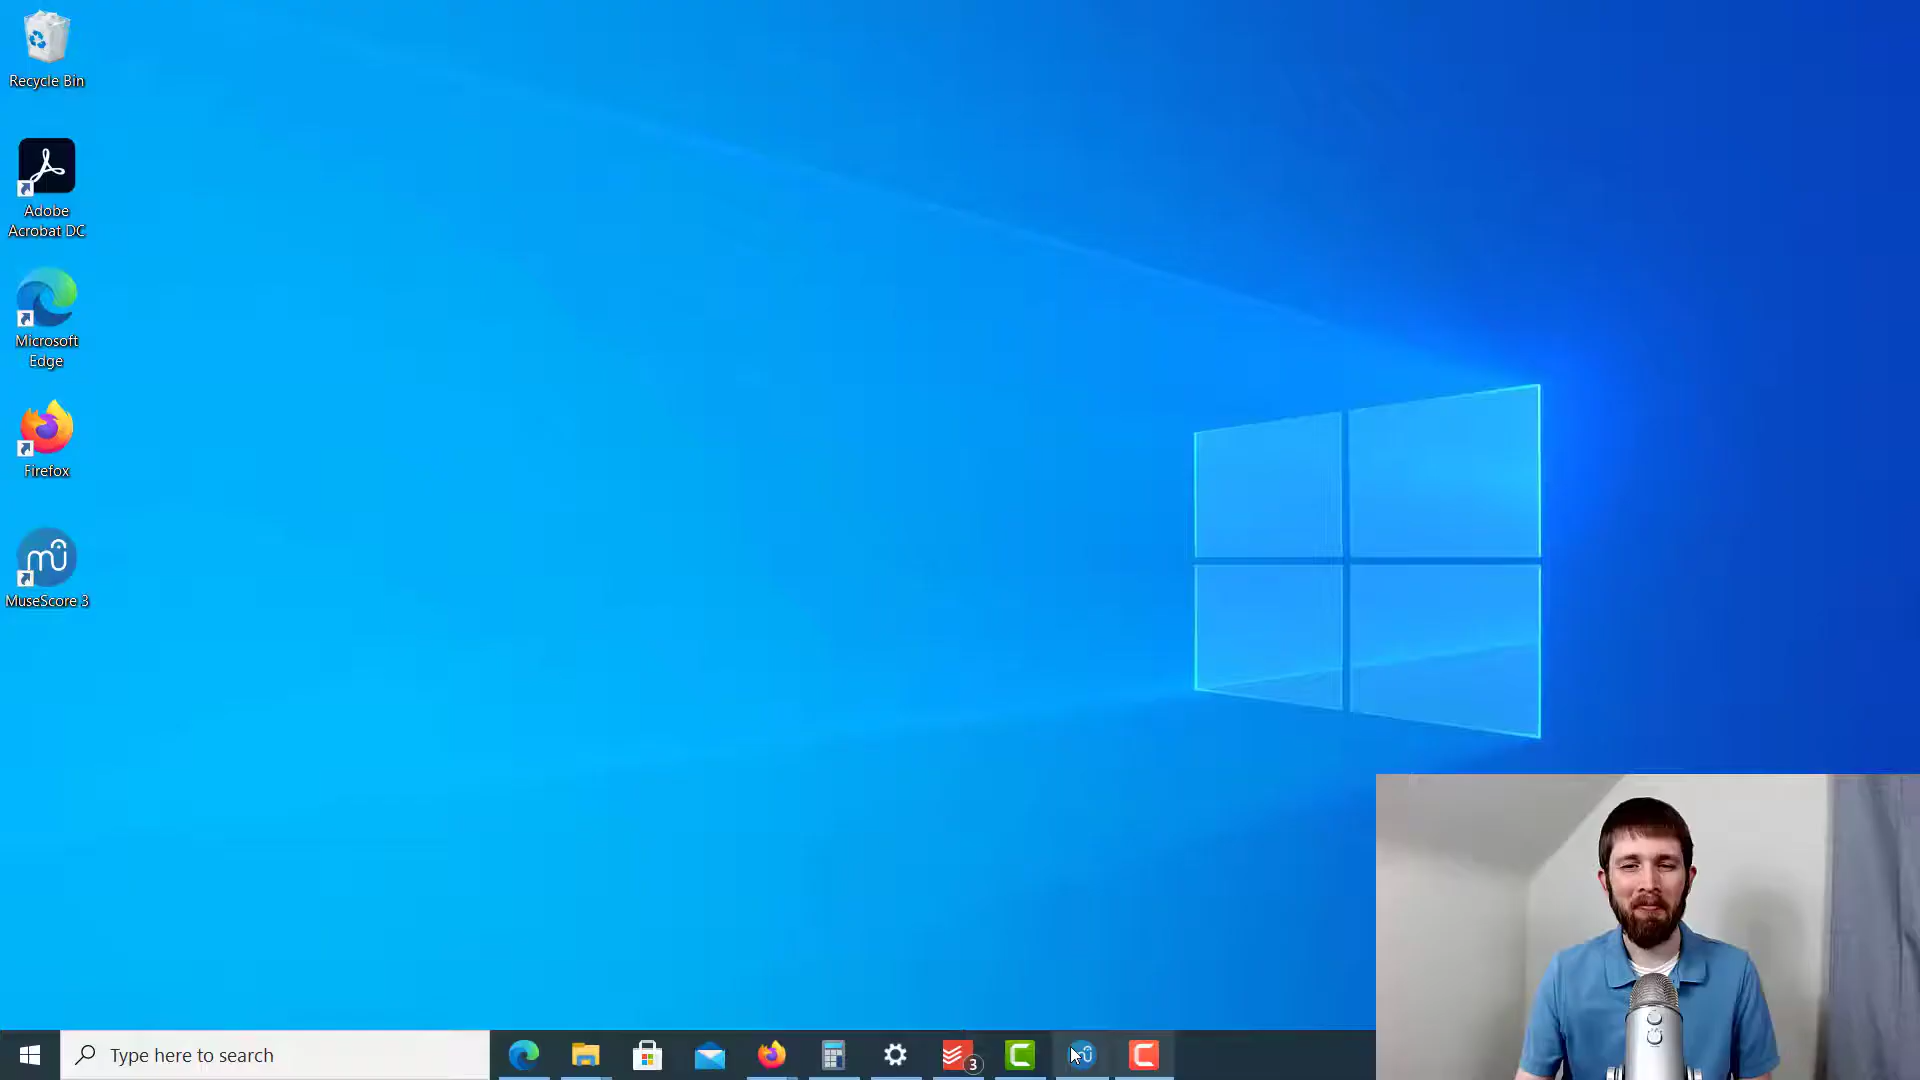 Recycle Bin
Adobe
Acrobat DC
Microsoft
Edge
Firefox
MuseScore 3
Type here to search
3